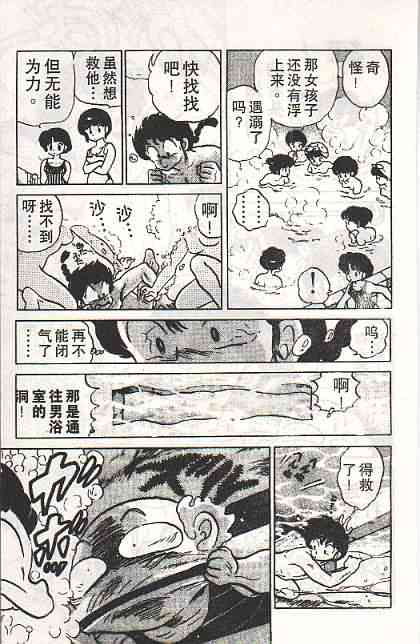 奇
怪！
那女孩子
还没有浮
上来。
遇溺了
吗？
………
快找找
吧！
虽然想
救他…
但无能
为力。
！
啊！
沙…
沙…
找不到
呀……
呜…
再不
能闭
气了
……
啊！
那是通
往男浴
室的
洞！
得救
了！
カッ